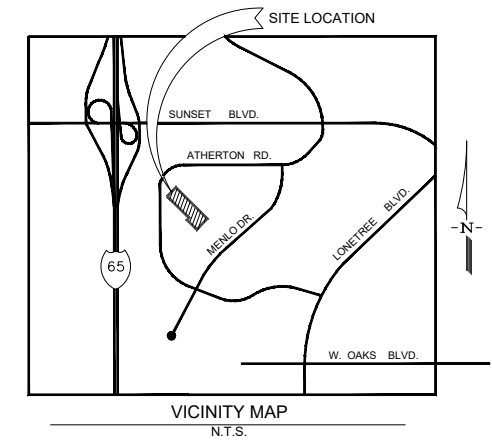 SITE LOCATION
SUNSET BLVD.
ATHERTON RD.
MENLO DR.
LONETREE BLVD.
-N-
65
W. OAKS BLVD.
VICINITY MAP
N.T.S.